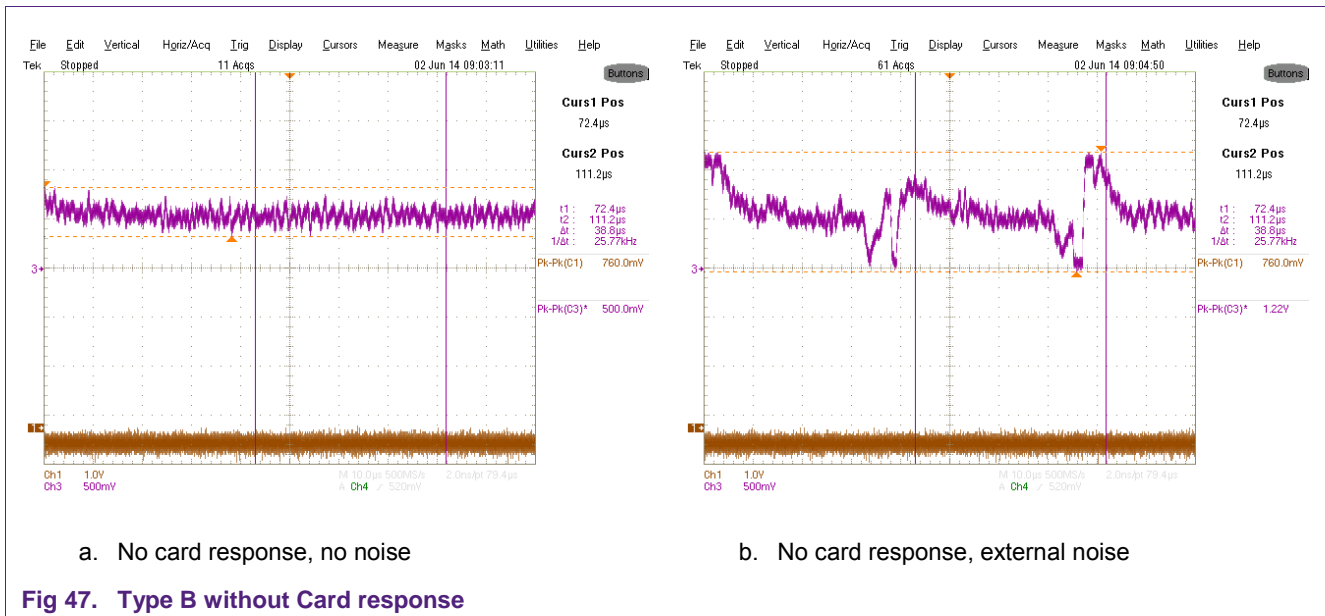 File Edit Vertical Horiz/Acq Trig Display Cursors Measure Masks Math Utilities Help
Tek Stopped 11 Acqs 02 Jun 14 09:03:11
Buttons
Curs1 Pos
72.4µs
Curs2 Pos
111.2µs
t1 : 72.4µs
t2 : 111.2µs
Δt : 38.8µs
1/Δt : 25.77kHz
Pk-Pk(C1) 760.0mV
3
Pk-Pk(C3)* 500.0mV
1
Ch1 1.0V M 10.0µs 500MS/s 2.0ns/pt 79.4µs
Ch3 500mV A Ch4 ∕ 520mV
File Edit Vertical Horiz/Acq Trig Display Cursors Measure Masks Math Utilities Help
Tek Stopped 61 Acqs 02 Jun 14 09:04:50
Buttons
Curs1 Pos
72.4µs
Curs2 Pos
111.2µs
t1 : 72.4µs
t2 : 111.2µs
Δt : 38.8µs
1/Δt : 25.77kHz
Pk-Pk(C1) 760.0mV
3
Pk-Pk(C3)* 1.22V
1
Ch1 1.0V M 10.0µs 500MS/s 2.0ns/pt 79.4µs
Ch3 500mV A Ch4 ∕ 520mV
a. No card response, no noise
b. No card response, external noise
Fig 47. Type B without Card response